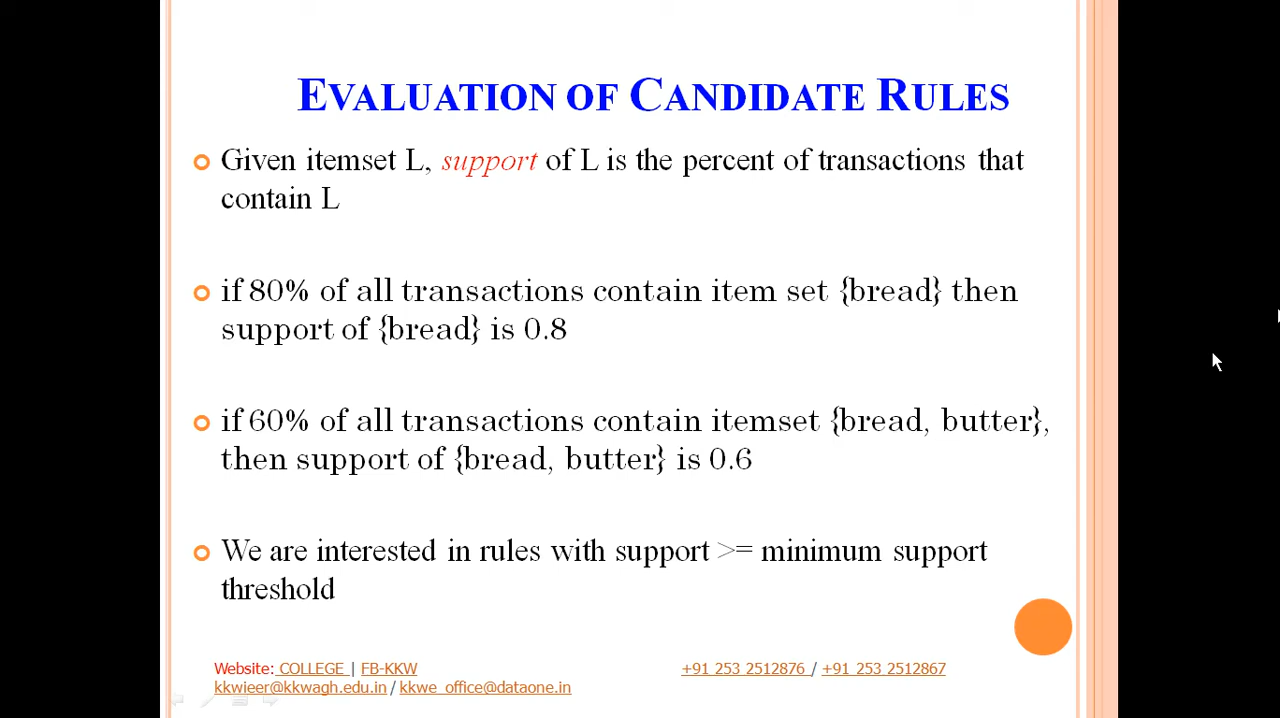 EVALUATION OF CANDIDATE RULES
Given itemset L, support of L is the percent of transactions that
contain L
if 80% of all transactions contain item set {bread} then
support of {bread} is 0.8
if 60% of all transactions contain itemset {bread, butter},
then support of {bread, butter} is 0.6
We are interested in rules with support >= minimum support
threshold
Website: COLLEGE | FB-KKW
kkwieer@kkwagh.edu.in / kkwe_office@dataone.in
+91 253 2512876 / +91 253 2512867